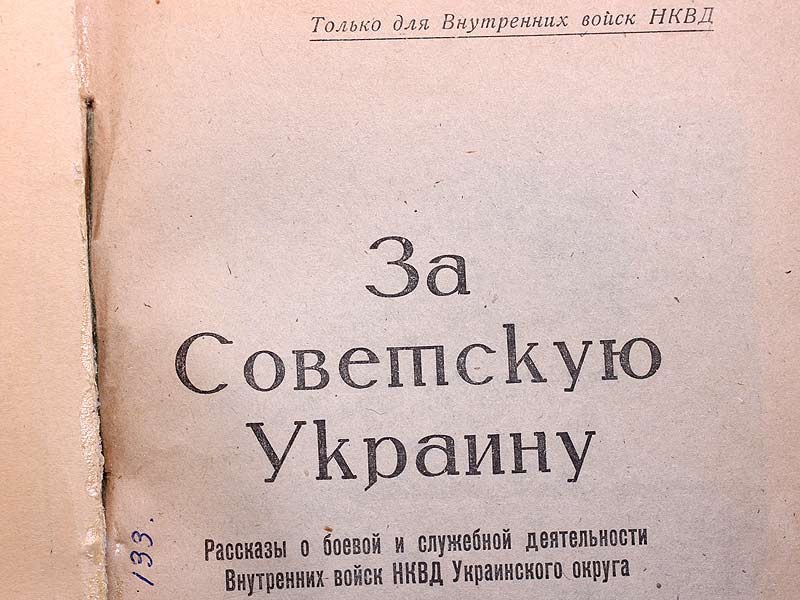 Только для Внутренних войск НКВД
За
Советскую
Украину
Рассказы о боевой и служебной деятельности
Внутренних войск НКВД Украинского округа
133.